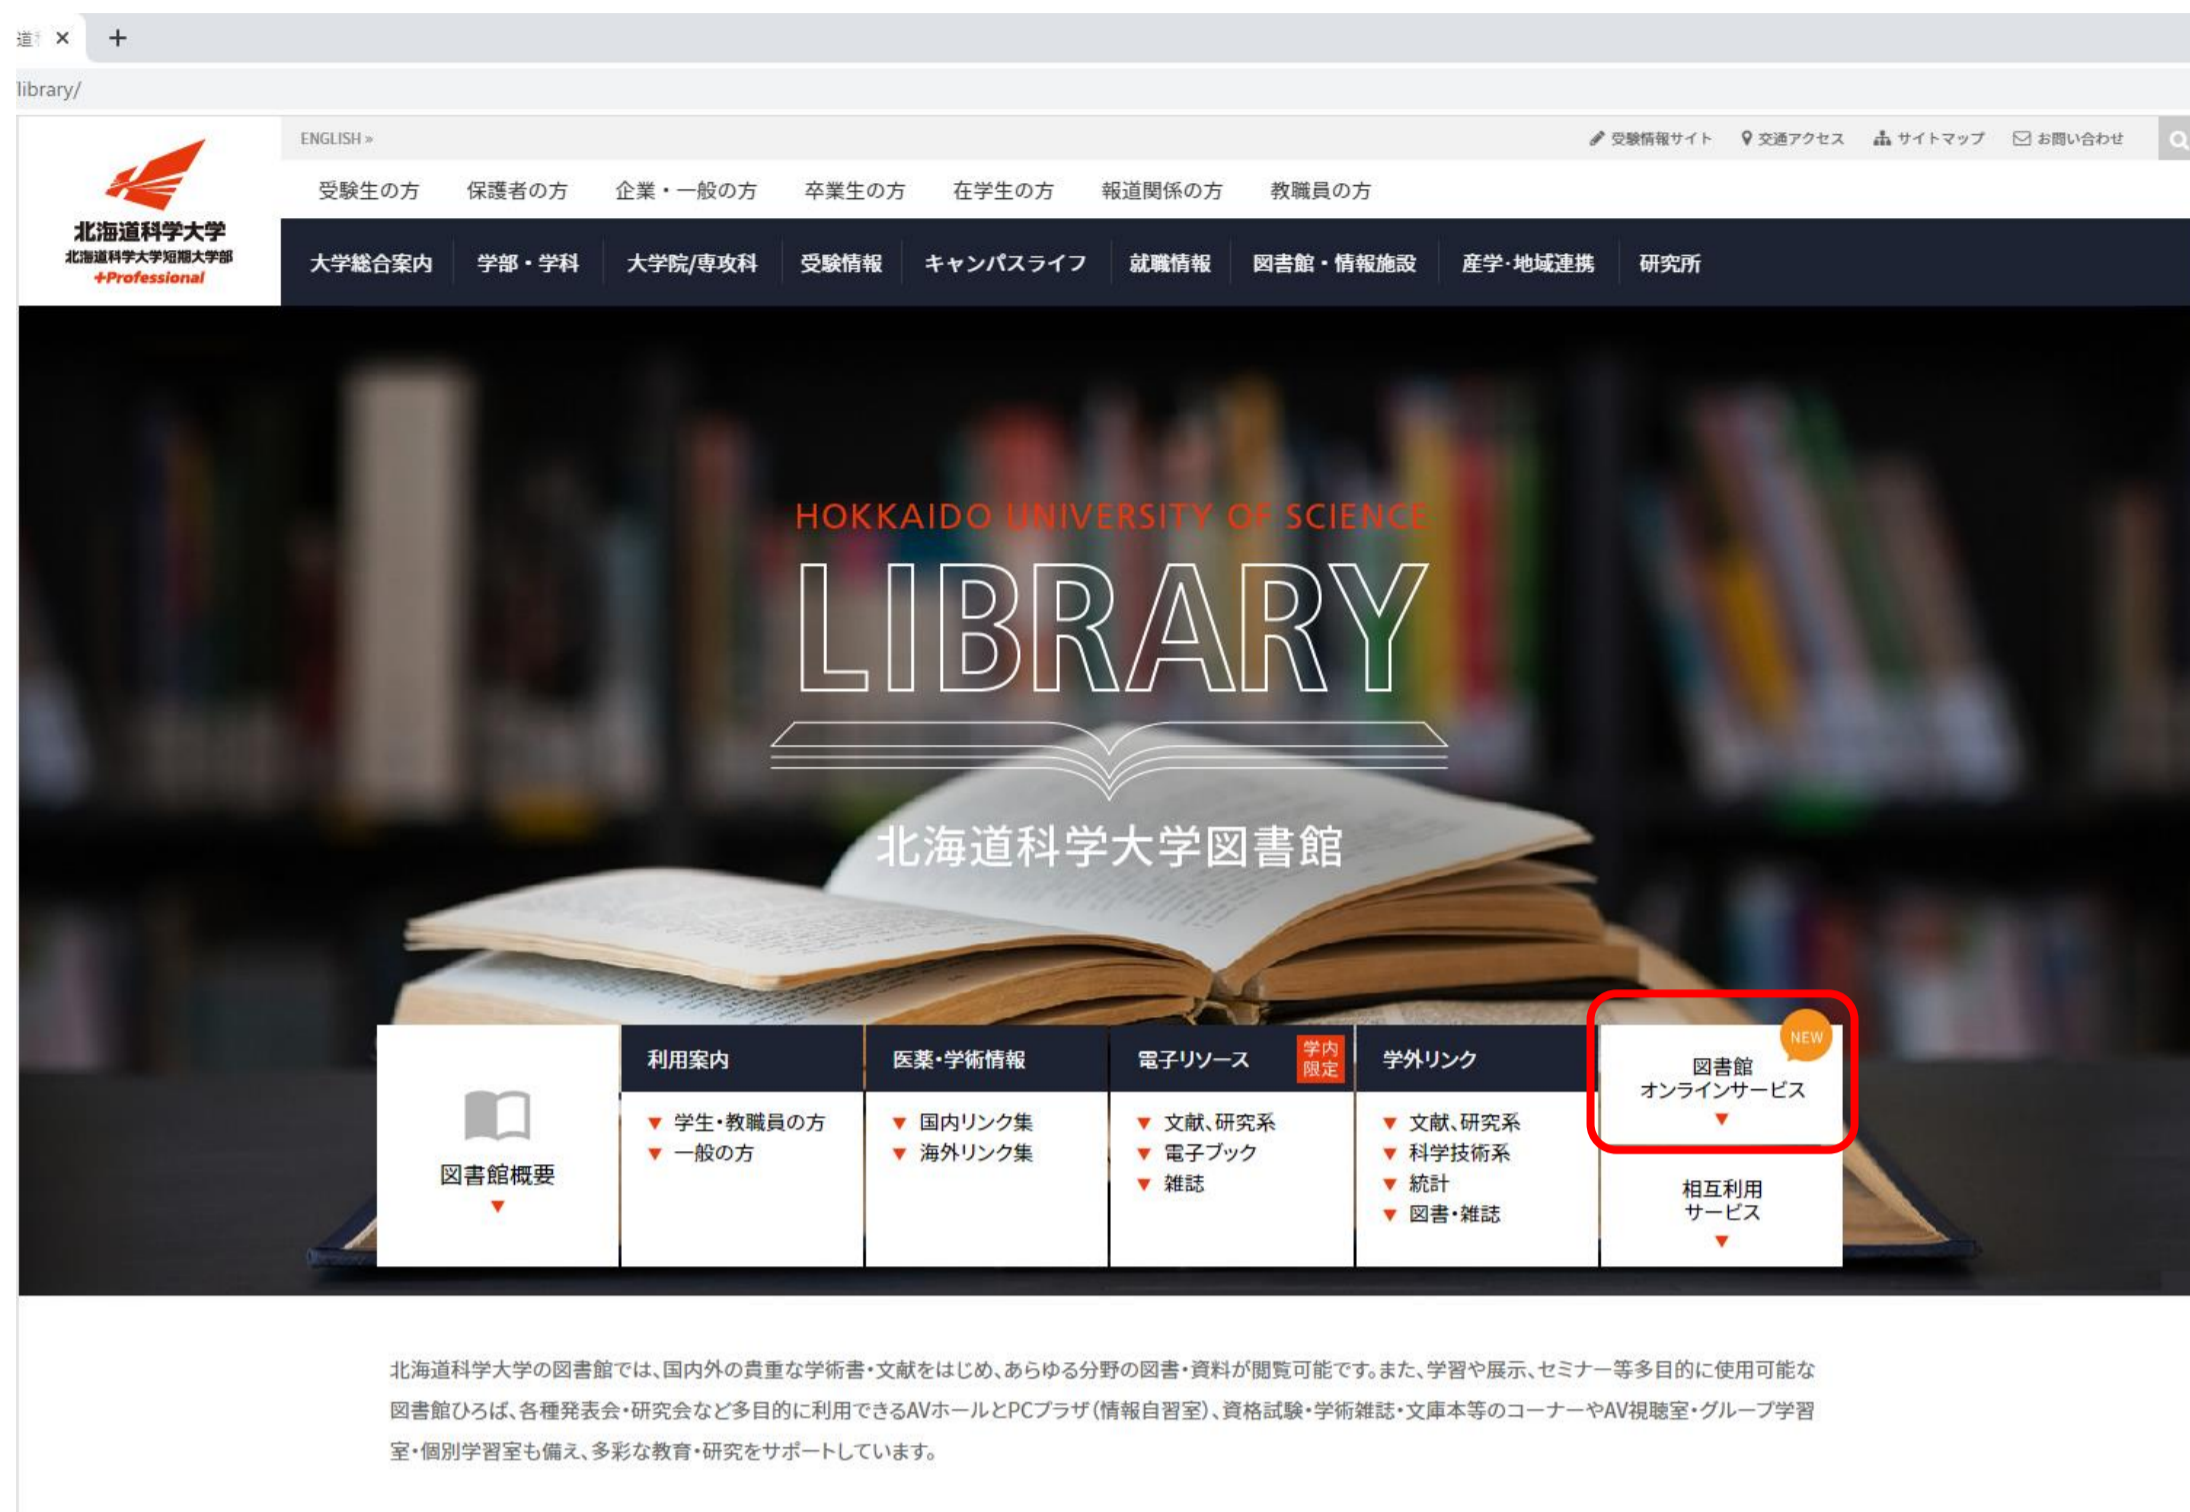 library/
ENGLISH »
受験情報サイト
交通アクセス
サイトマップ
お問い合わせ
北海道科学大学
北海道科学大学短期大学部
+Professional
受験生の方
保護者の方
企業・一般の方
卒業生の方
在学生の方
報道関係の方
教職員の方
大学総合案内
学部・学科
大学院/専攻科
受験情報
キャンパスライフ
就職情報
図書館・情報施設
産学・地域連携
研究所
HOKKAIDO UNIVERSITY OF SCIENCE
LIBRARY
北海道科学大学図書館
図書館概要
利用案内
学生・教職員の方
一般の方
医薬・学術情報
国内リンク集
海外リンク集
電子リソース
学内
限定
文献、研究系
電子ブック
雑誌
学外リンク
文献、研究系
科学技術系
統計
図書・雑誌
NEW
図書館
オンラインサービス
相互利用
サービス
北海道科学大学の図書館では、国内外の貴重な学術書・文献をはじめ、あらゆる分野の図書・資料が閲覧可能です。また、学習や展示、セミナー等多目的に使用可能な
図書館ひろば、各種発表会・研究会など多目的に利用できるAVホールとPCプラザ（情報自習室）、資格試験・学術雑誌・文庫本等のコーナーやAV視聴室・グループ学習
室・個別学習室も備え、多彩な教育・研究をサポートしています。